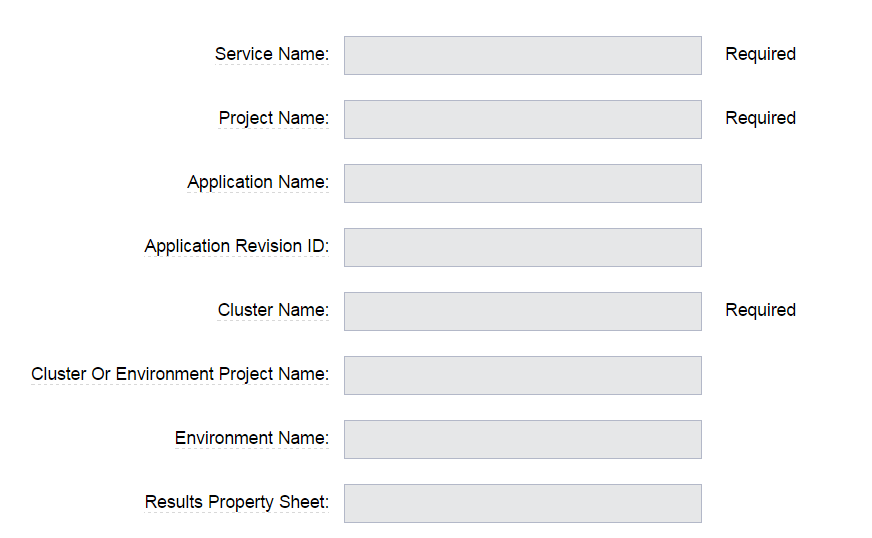 Service Name: Required
Project Name: Required
Application Name:
Application Revision ID:
Cluster Name: Required
Cluster Or Environment Project Name:
Environment Name:
Results Property Sheet: